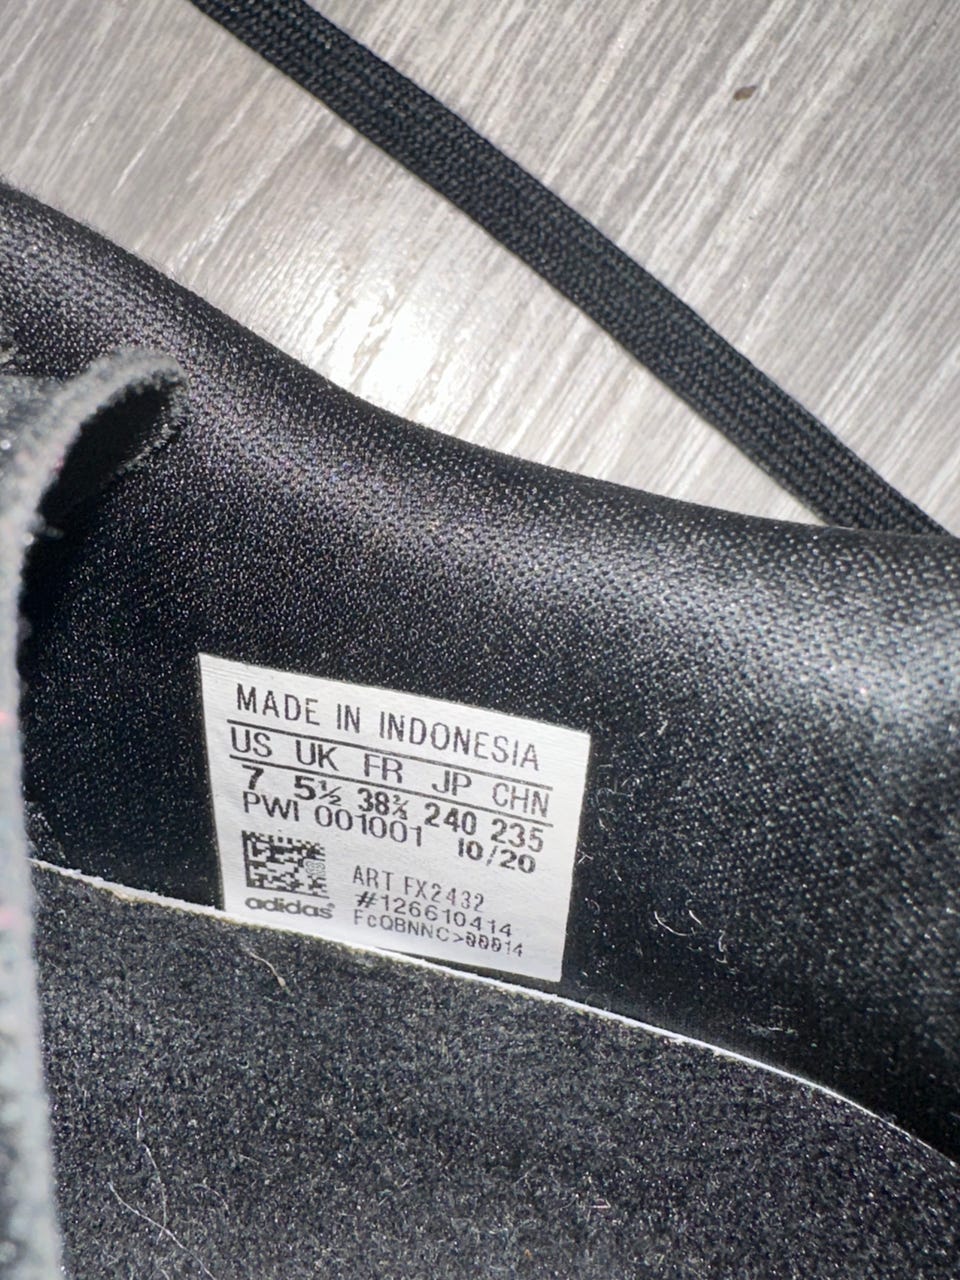 MADE IN INDONESIA
US UK FR JP CHN
7 5½ 38⅔ 240 235
PWI 001001 10/20
ART FX2432
#126610414
FcQBNNC>00014
adidas